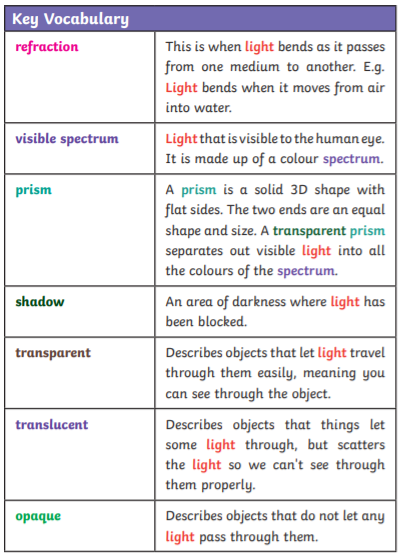 Key Vocabulary
refraction
This is when light bends as it passes
from one medium to another. E.g.
Light bends when it moves from air
into water.
visible spectrum
Light that is visible to the human eye.
It is made up of a colour spectrum.
prism
A prism is a solid 3D shape with
flat sides. The two ends are an equal
shape and size. A transparent prism
separates out visible light into all
the colours of the spectrum.
shadow
An area of darkness where light has
been blocked.
transparent
Describes objects that let light travel
through them easily, meaning you
can see through the object.
translucent
Describes objects that things let
some light through, but scatters
the light so we can't see through
them properly.
opaque
Describes objects that do not let any
light pass through them.